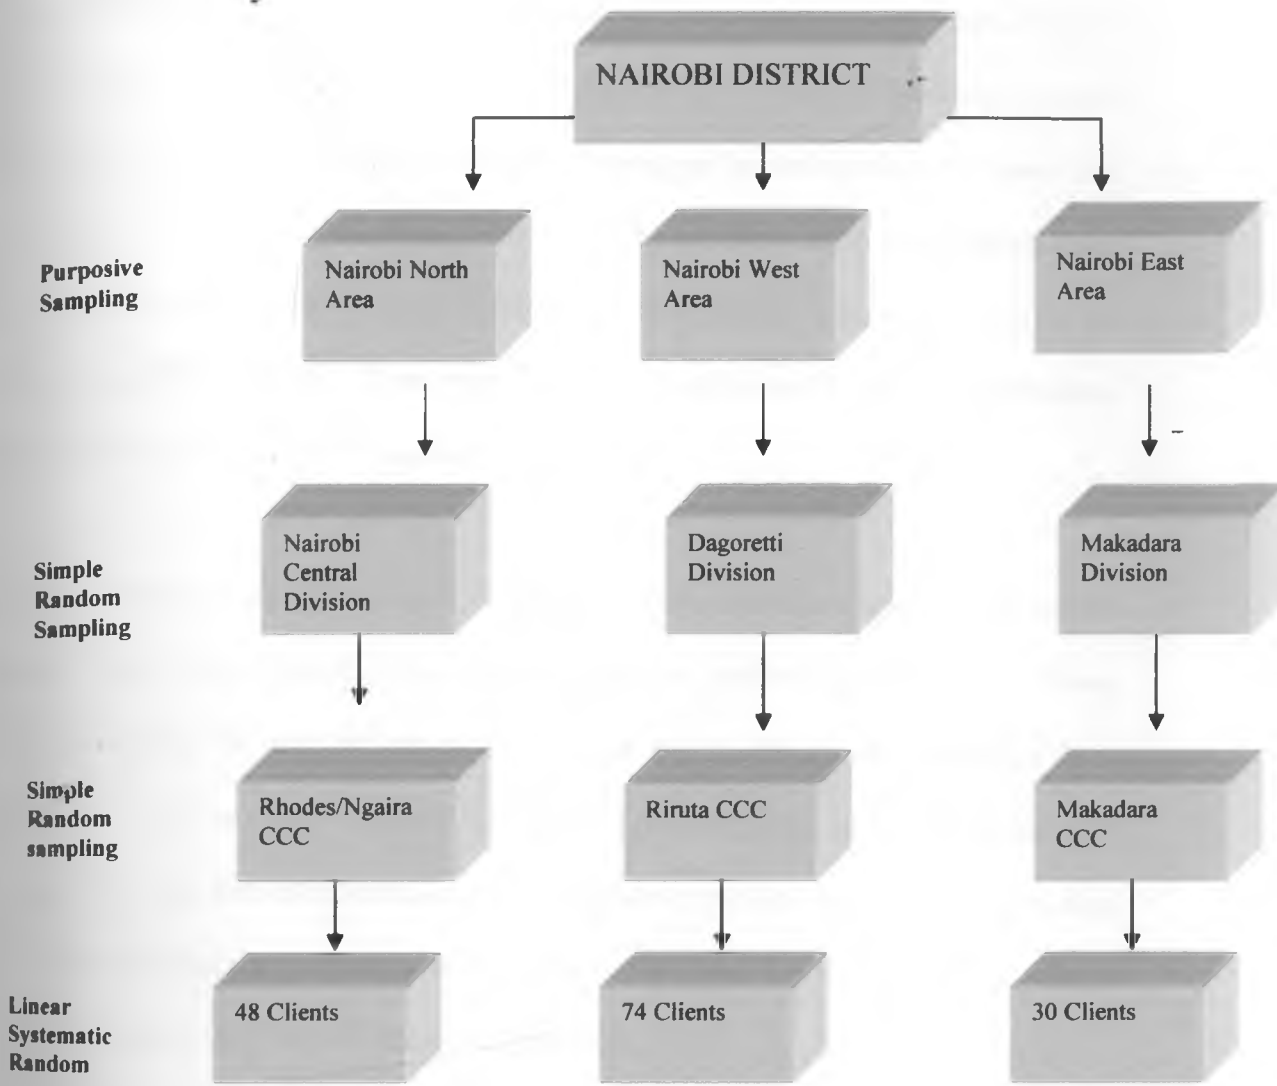 NAIROBI DISTRICT
Purposive
Sampling
Nairobi North
Area
Nairobi West
Area
Nairobi East
Area
Simple
Random
Sampling
Nairobi
Central
Division
Dagoretti
Division
Makadara
Division
Simple
Random
sampling
Rhodes/Ngaira
CCC
Riruta CCC
Makadara
CCC
Linear
Systematic
Random
48 Clients
74 Clients
30 Clients